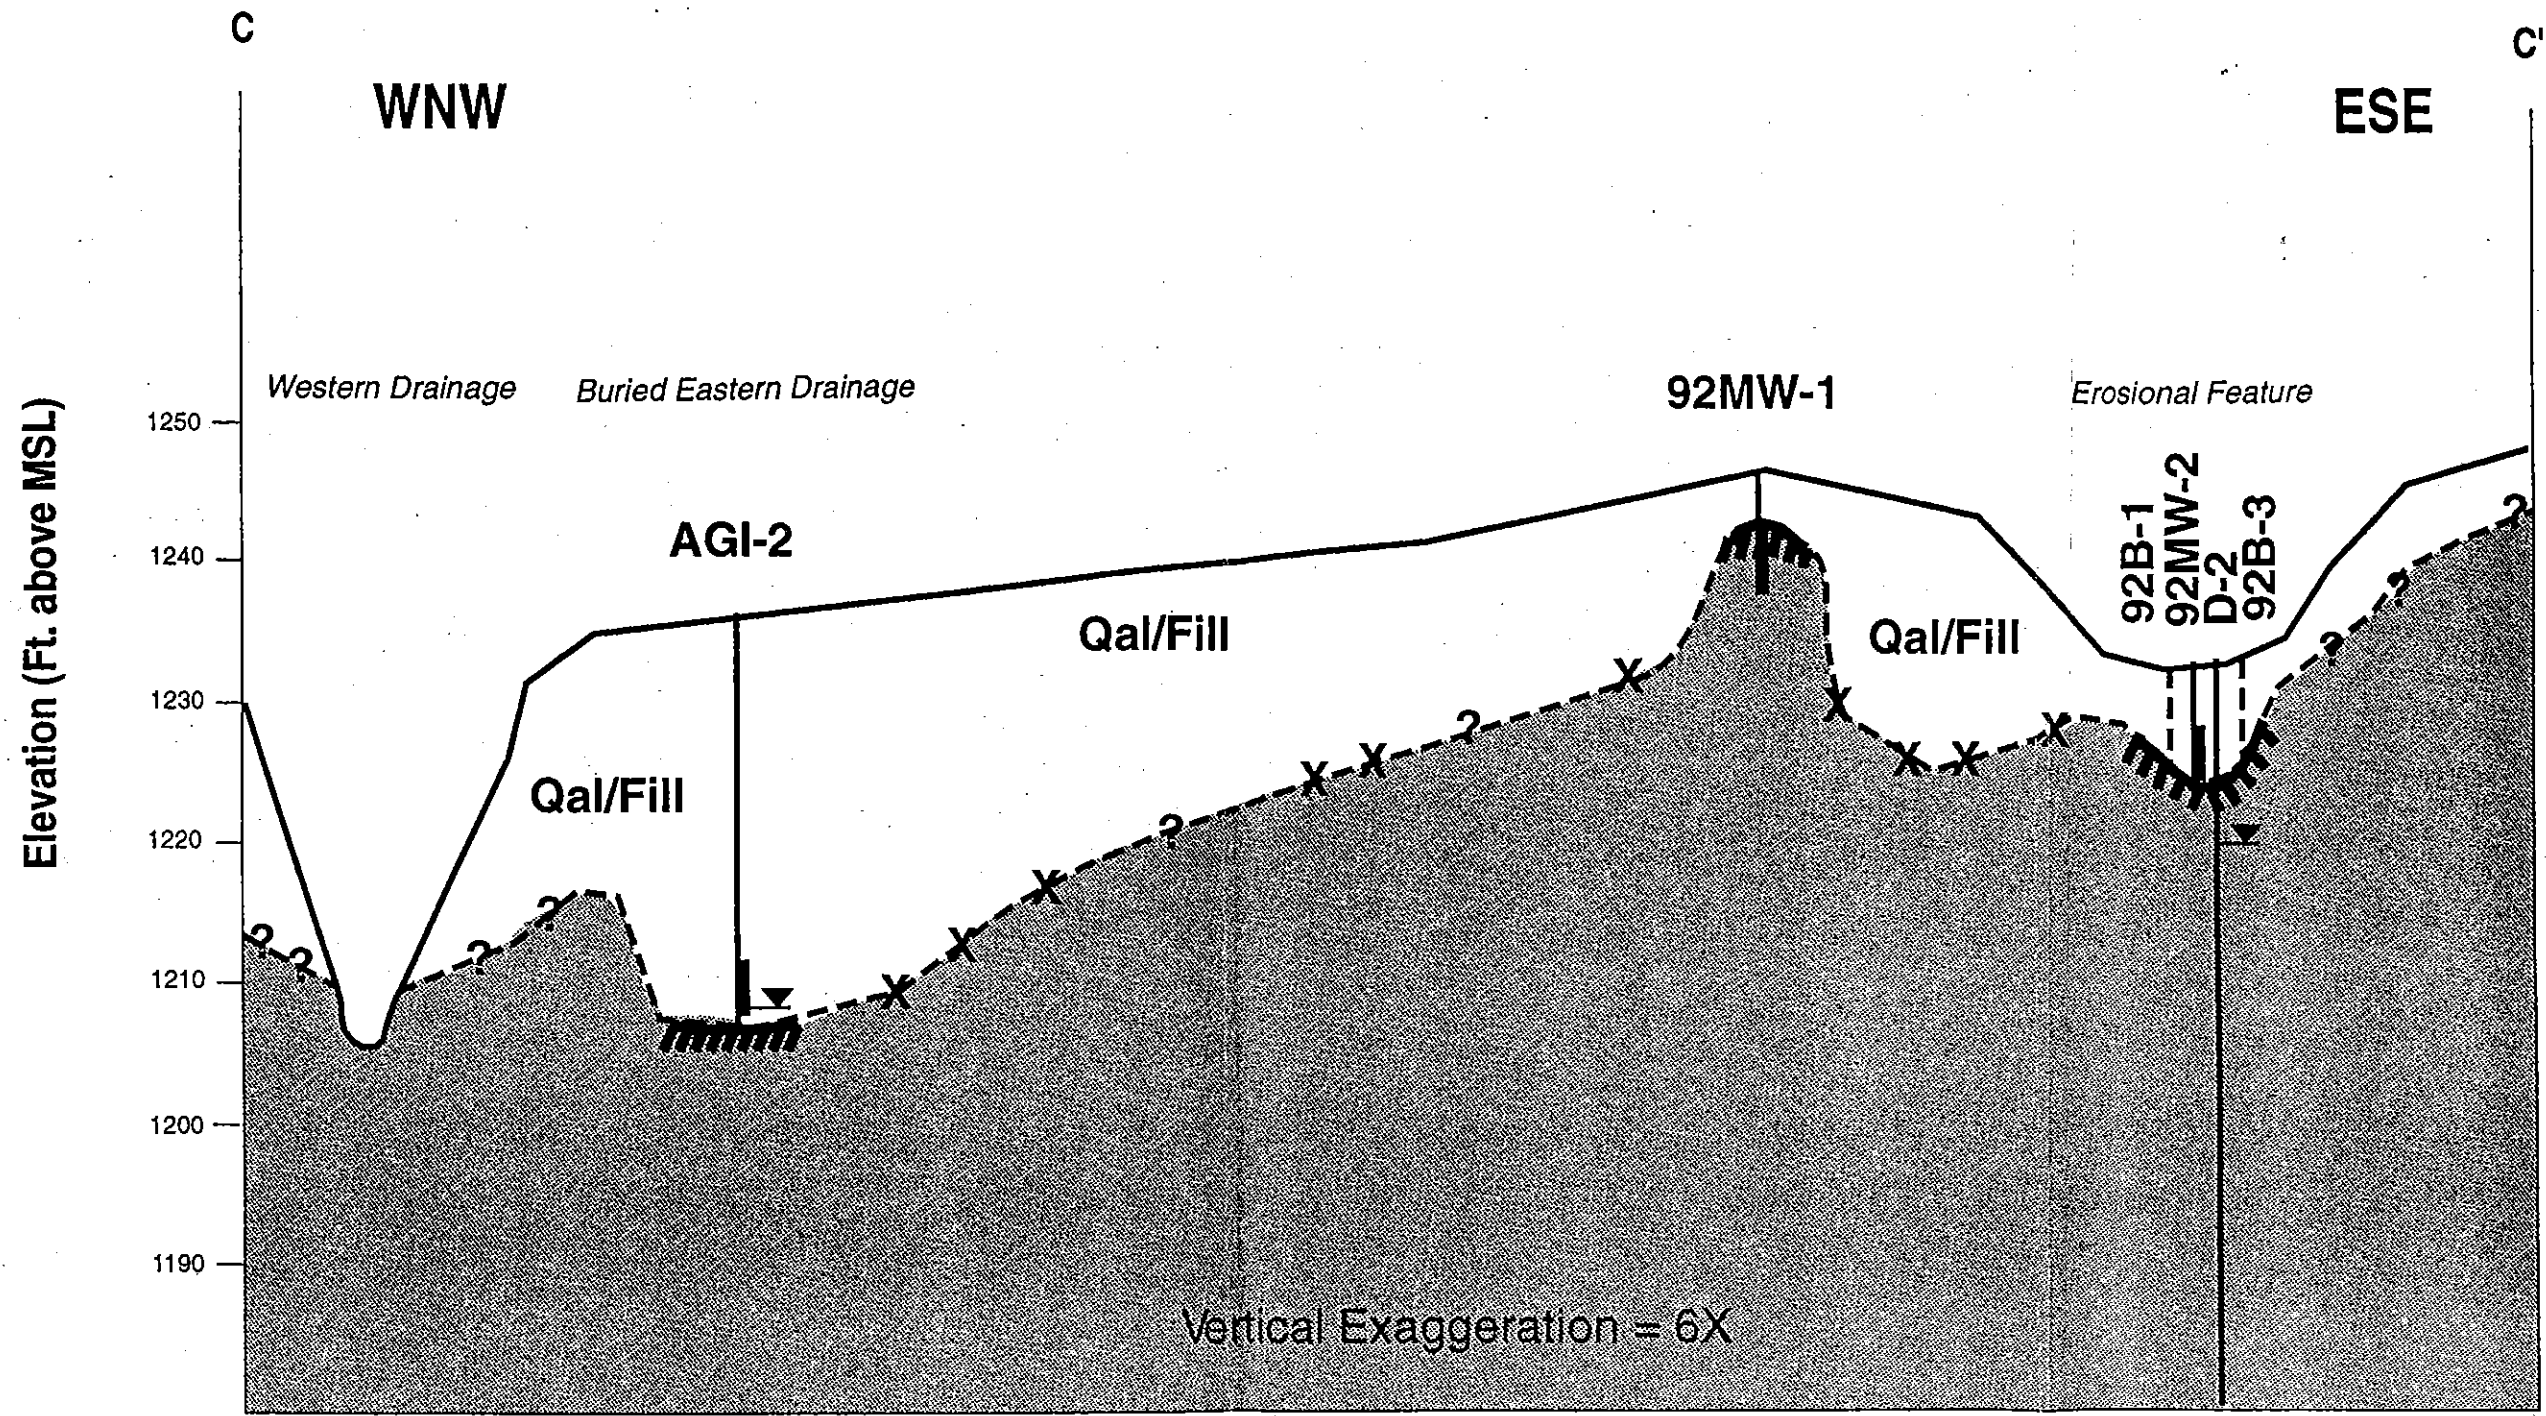 C
C'
WNW
ESE
Western Drainage
Buried Eastern Drainage
92MW-1
Erosional Feature
Elevation (Ft. above MSL)
1250
1240
1230
1220
1210
1200
1190
AGI-2
92B-1
92MW-2
D-2
92B-3
Qal/Fill
Qal/Fill
Qal/Fill
?
?
?
?
?
?
?
?
?
X
X
X
X
X
X
X
X
X
X
Vertical Exaggeration = 6X